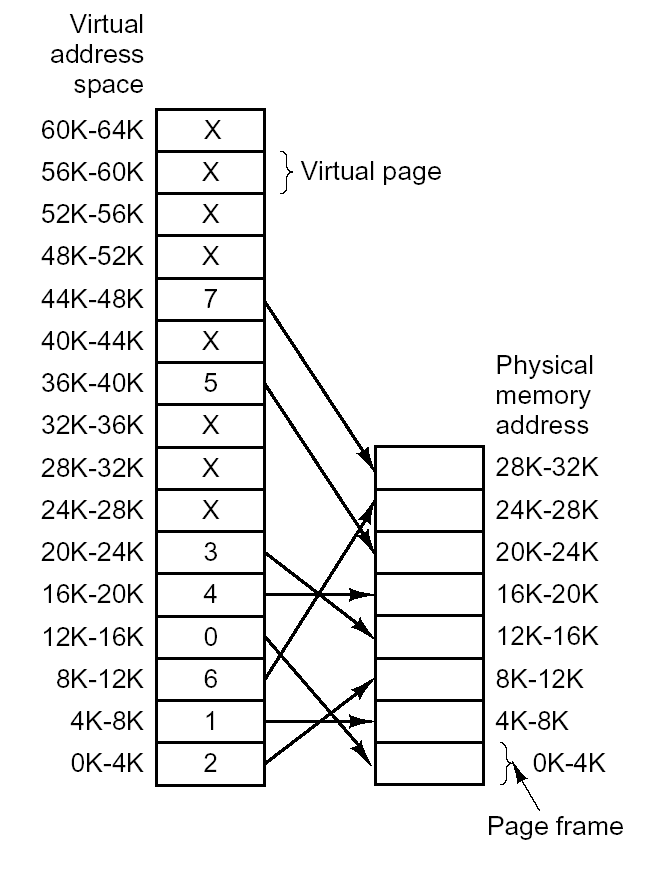 Virtual
address
space
60K-64K X
56K-60K X Virtual page
52K-56K X
48K-52K X
44K-48K 7
40K-44K X
36K-40K 5
Physical
memory
address
32K-36K X
28K-32K X 28K-32K
24K-28K X 24K-28K
20K-24K 3 20K-24K
16K-20K 4 16K-20K
12K-16K 0 12K-16K
8K-12K 6 8K-12K
4K-8K 1 4K-8K
0K-4K 2 0K-4K
Page frame